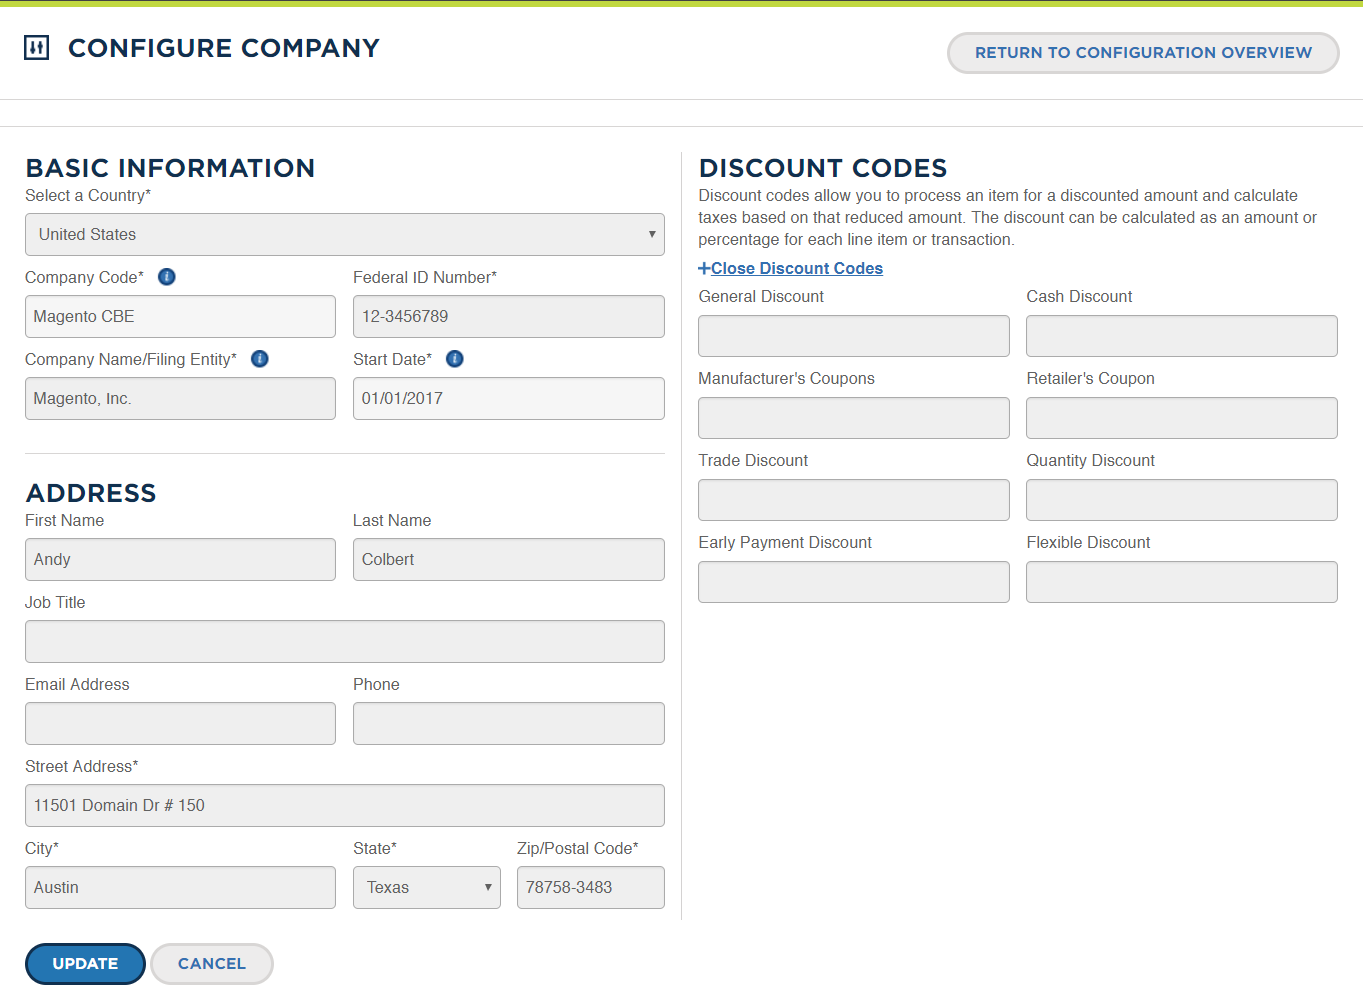 CONFIGURE COMPANY
RETURN TO CONFIGURATION OVERVIEW
BASIC INFORMATION
Select a Country*
United States
Company Code*
Federal ID Number*
Magento CBE
12-3456789
Company Name/Filing Entity*
Start Date*
Magento, Inc.
01/01/2017
ADDRESS
First Name
Last Name
Andy
Colbert
Job Title
Email Address
Phone
Street Address*
11501 Domain Dr # 150
City*
State*
Zip/Postal Code*
Austin
Texas
78758-3483
UPDATE
CANCEL
DISCOUNT CODES
Discount codes allow you to process an item for a discounted amount and calculate
taxes based on that reduced amount. The discount can be calculated as an amount or
percentage for each line item or transaction.
+Close Discount Codes
General Discount
Cash Discount
Manufacturer's Coupons
Retailer's Coupon
Trade Discount
Quantity Discount
Early Payment Discount
Flexible Discount